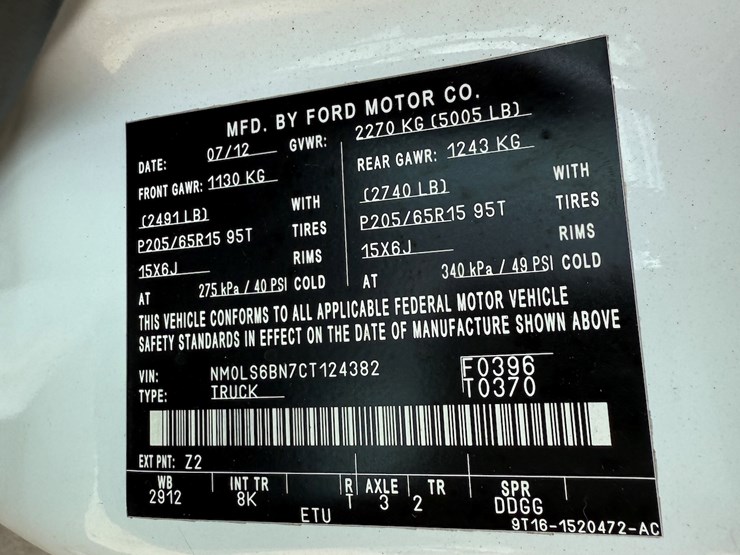 MFD. BY FORD MOTOR CO.
DATE: 07/12 GVWR: 2270 KG (5005 LB)
FRONT GAWR: 1130 KG REAR GAWR: 1243 KG
(2491 LB) WITH (2740 LB) WITH
P205/65R15 95T TIRES P205/65R15 95T TIRES
15X6J RIMS 15X6J RIMS
AT 275 kPa / 40 PSI COLD AT 340 kPa / 49 PSI COLD
THIS VEHICLE CONFORMS TO ALL APPLICABLE FEDERAL MOTOR VEHICLE
SAFETY STANDARDS IN EFFECT ON THE DATE OF MANUFACTURE SHOWN ABOVE
VIN: NM0LS6BN7CT124382 F0396
TYPE: TRUCK T0370
EXT PNT: Z2
WB INT TR R AXLE TR SPR
2912 8K T 3 2 DDGG
ETU 9T16-1520472-AC